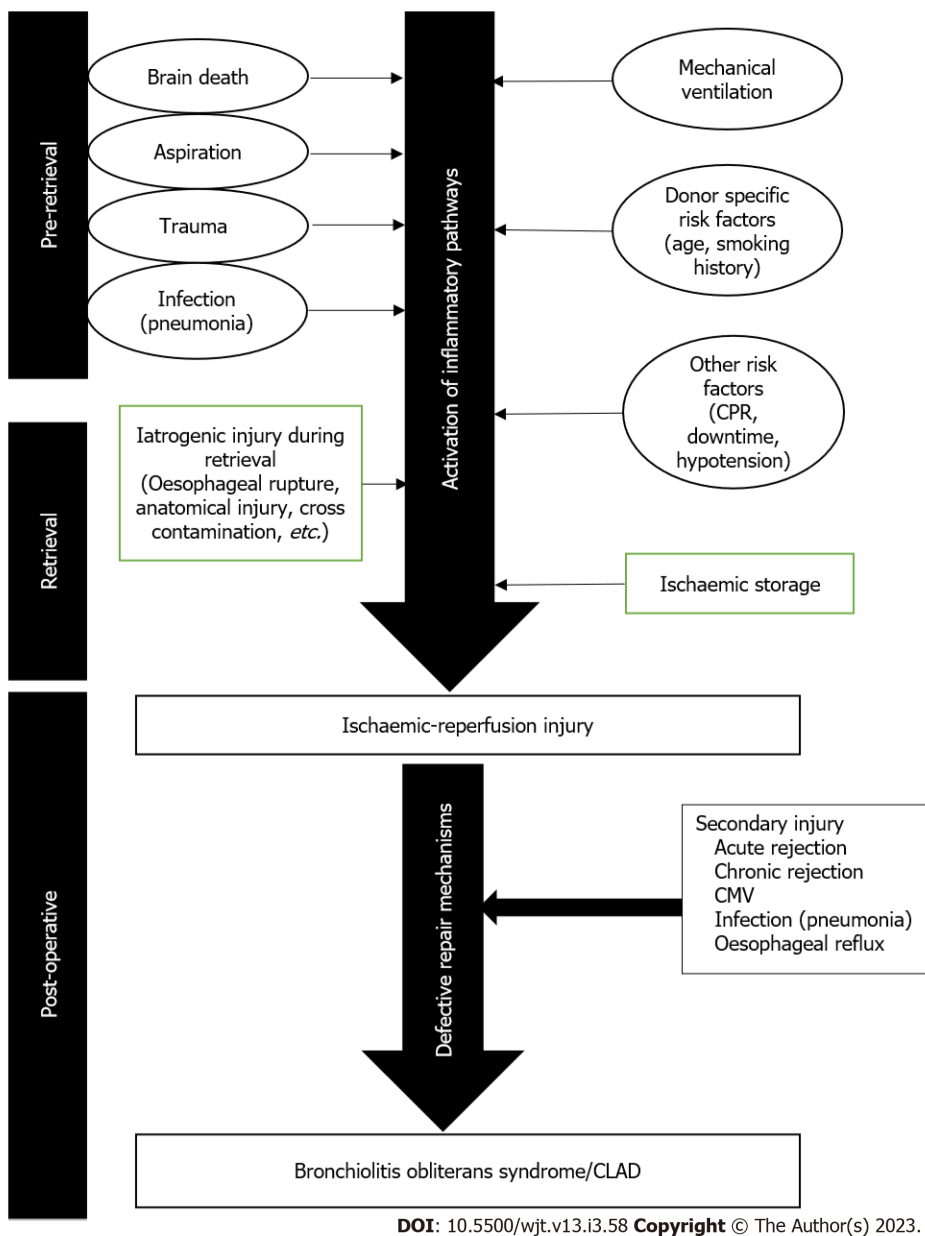 Pre-retrieval
Brain death
Aspiration
Trauma
Infection
(pneumonia)
Activation of inflammatory pathways
Mechanical
ventilation
Donor specific
risk factors
(age, smoking
history)
Other risk
factors
(CPR,
downtime,
hypotension)
Retrieval
Iatrogenic injury during
retrieval
(Oesophageal rupture,
anatomical injury, cross
contamination, etc.)
Ischaemic storage
Post-operative
Ischaemic-reperfusion injury
Defective repair mechanisms
Secondary injury
Acute rejection
Chronic rejection
CMV
Infection (pneumonia)
Oesophageal reflux
Bronchiolitis obliterans syndrome/CLAD
DOI: 10.5500/wjt.v13.i3.58 Copyright © The Author(s) 2023.